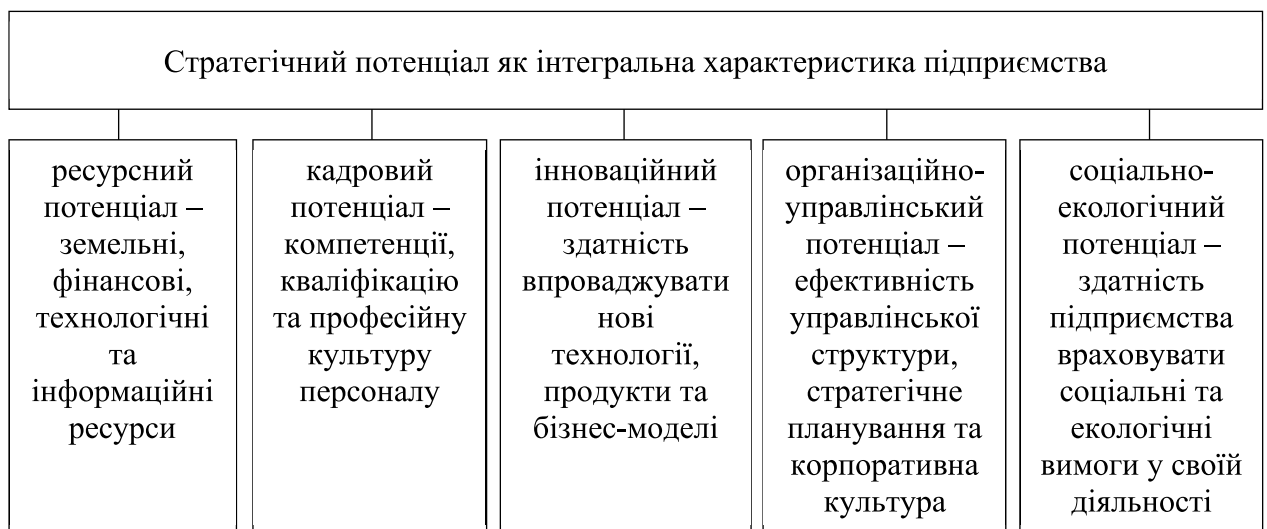 Стратегічний потенціал як інтегральна характеристика підприємства
ресурсний
потенціал –
земельні,
фінансові,
технологічні
та
інформаційні
ресурси
кадровий
потенціал –
компетенції,
кваліфікацію
та професійну
культуру
персоналу
інноваційний
потенціал –
здатність
впроваджувати
нові
технології,
продукти та
бізнес-моделі
організаційно-
управлінський
потенціал –
ефективність
управлінської
структури,
стратегічне
планування та
корпоративна
культура
соціально-
екологічний
потенціал –
здатність
підприємства
враховувати
соціальні та
екологічні
вимоги у своїй
діяльності